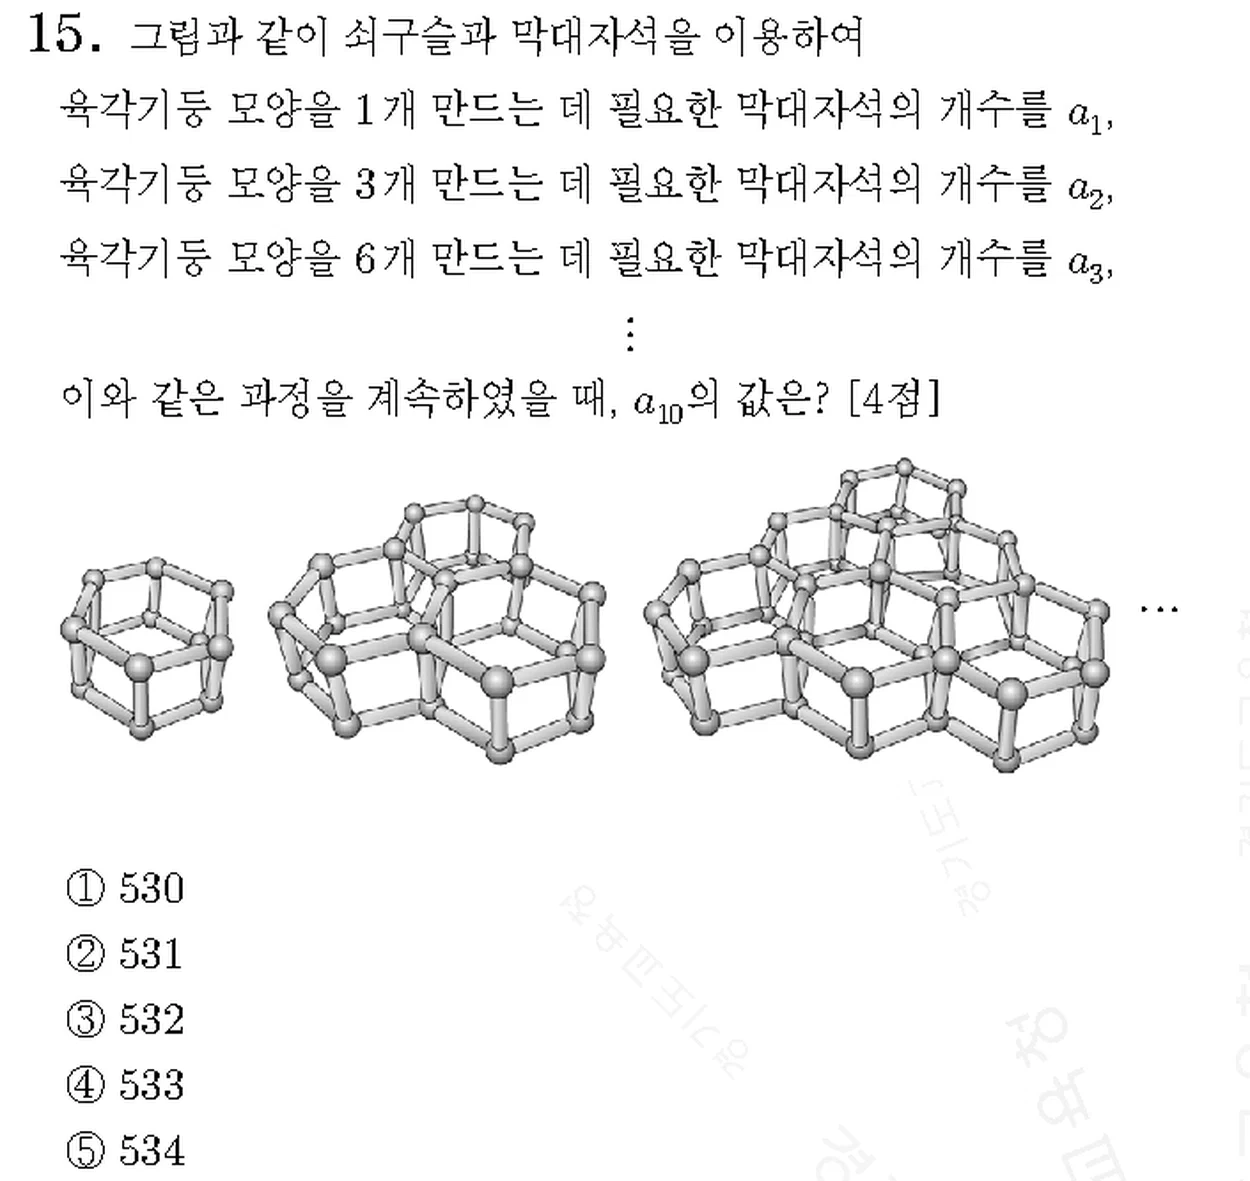 15. 그림과 같이 쇠구슬과 막대자석을 이용하여
육각기둥 모양을 1개 만드는 데 필요한 막대자석의 개수를 a₁,
육각기둥 모양을 3개 만드는 데 필요한 막대자석의 개수를 a₂,
육각기둥 모양을 6개 만드는 데 필요한 막대자석의 개수를 a₃,
⋮
이와 같은 과정을 계속하였을 때, a₁₀의 값은? [4점]
…
① 530
② 531
③ 532
④ 533
⑤ 534